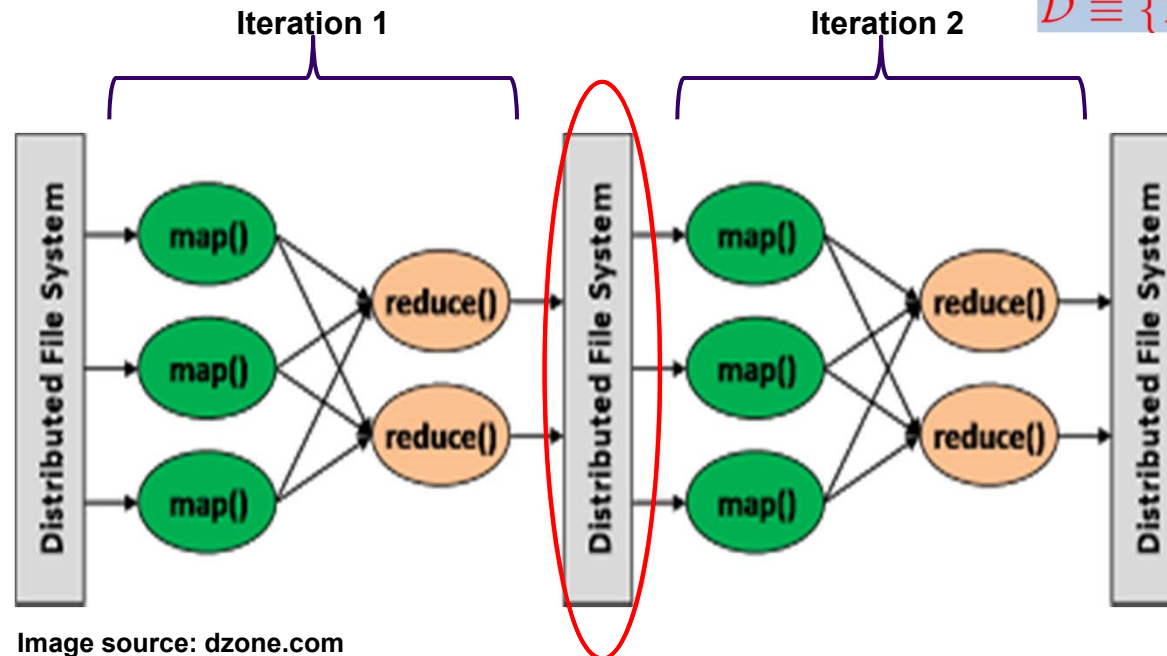 Iteration 1
Iteration 2
D ≡ {
Distributed File System
map()
map()
map()
reduce()
reduce()
Distributed File System
map()
map()
map()
reduce()
reduce()
Distributed File System
Image source: dzone.com